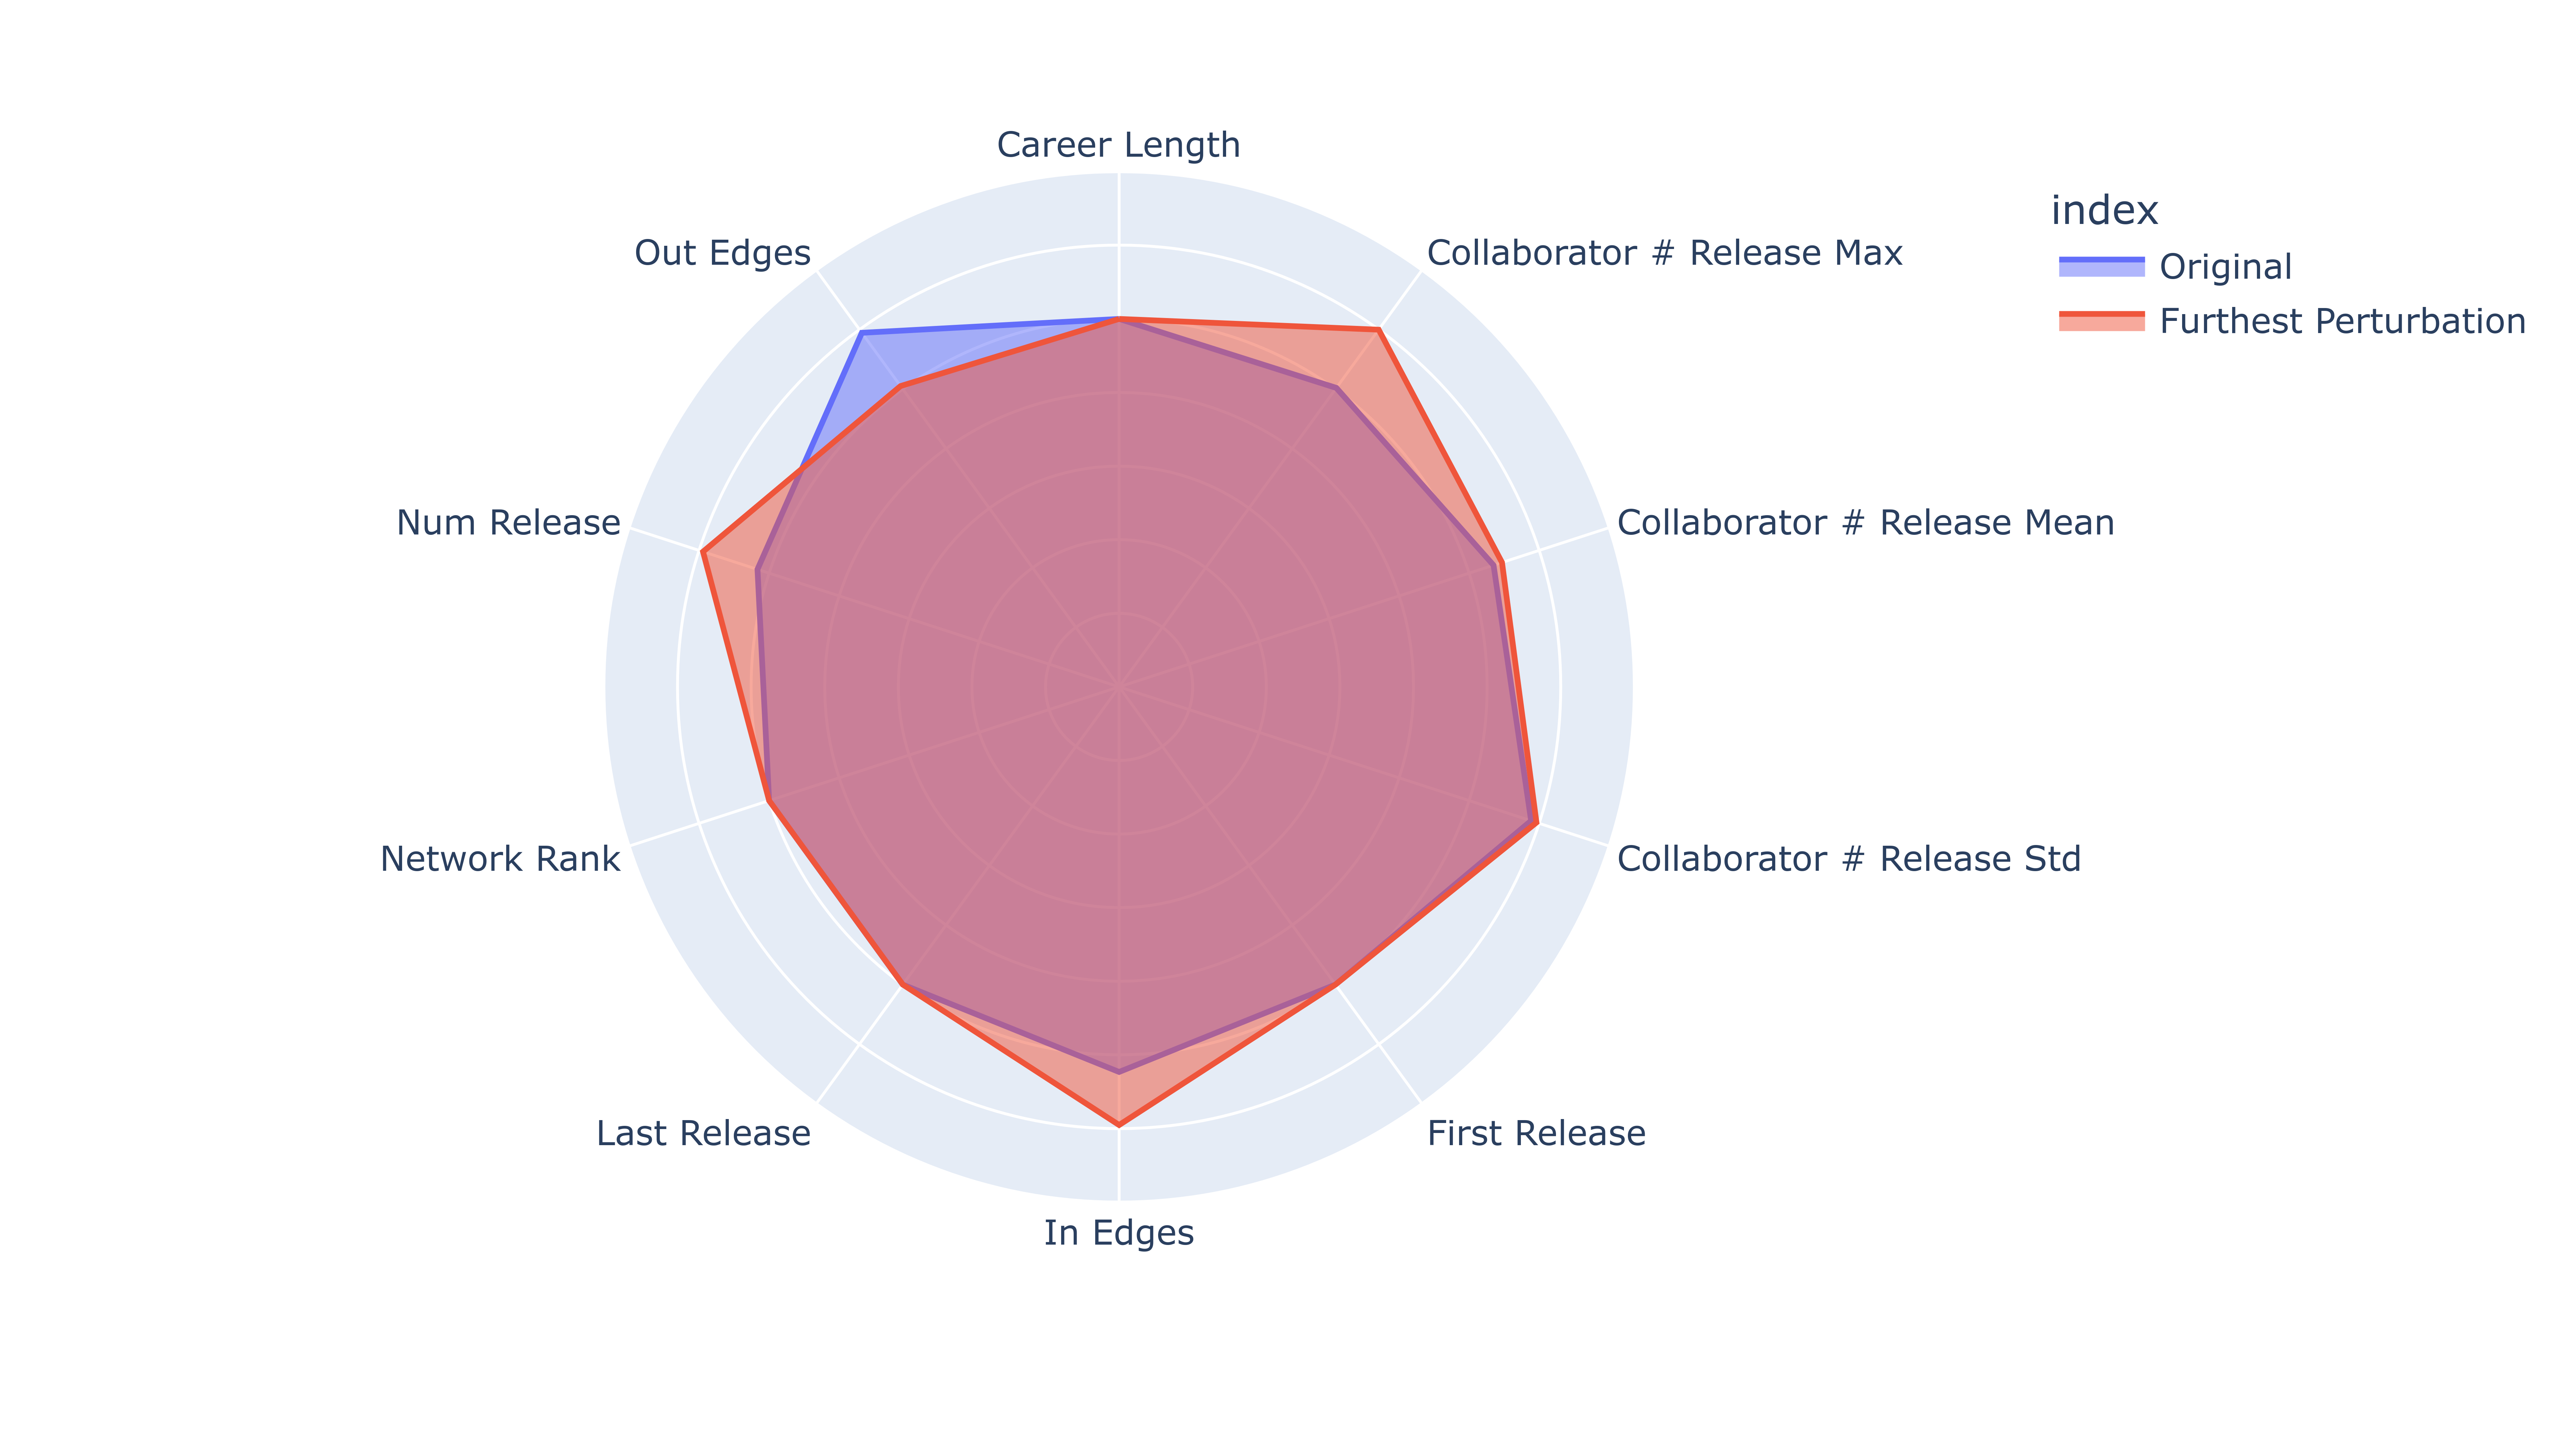 Career Length
Out Edges
Collaborator # Release Max
index
Original
Furthest Perturbation
Num Release
Collaborator # Release Mean
Network Rank
Collaborator # Release Std
Last Release
First Release
In Edges